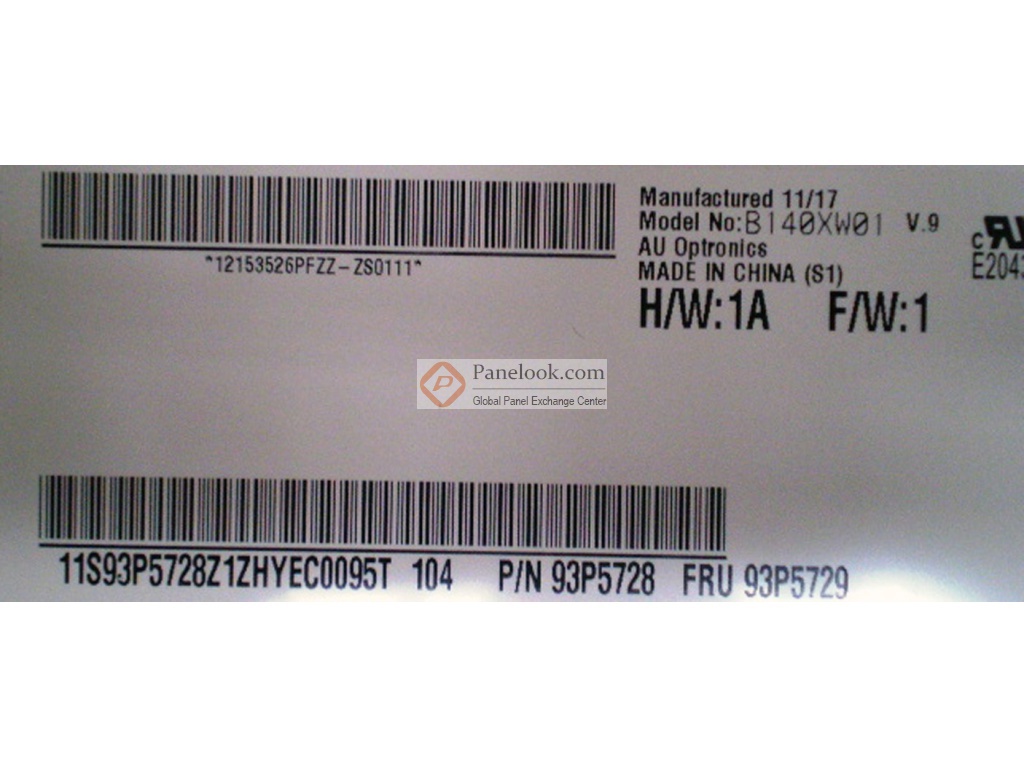 *12153526PFZZ-ZS0111*
Manufactured 11/17
Model No:B140XW01 V.9
AU Optronics
MADE IN CHINA (S1)
H/W:1A F/W:1
c
E2043
Panelook.com
Global Panel Exchange Center
11S93P5728Z1ZHYEC0095T 104 P/N 93P5728 FRU 93P5729